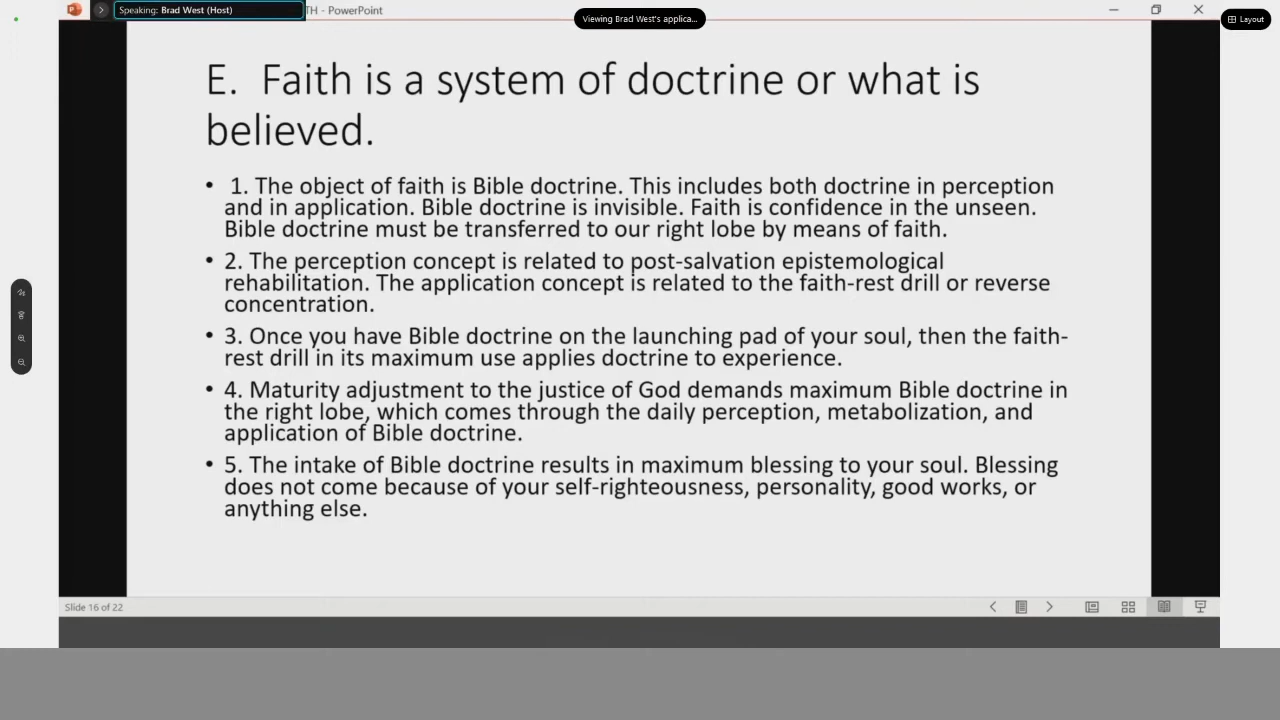 Speaking: Brad West (Host)
TH - PowerPoint
Viewing Brad West's applica...
Layout
E. Faith is a system of doctrine or what is
believed.
• 1. The object of faith is Bible doctrine. This includes both doctrine in perception
and in application. Bible doctrine is invisible. Faith is confidence in the unseen.
Bible doctrine must be transferred to our right lobe by means of faith.
• 2. The perception concept is related to post-salvation epistemological
rehabilitation. The application concept is related to the faith-rest drill or reverse
concentration.
• 3. Once you have Bible doctrine on the launching pad of your soul, then the faith-
rest drill in its maximum use applies doctrine to experience.
• 4. Maturity adjustment to the justice of God demands maximum Bible doctrine in
the right lobe, which comes through the daily perception, metabolization, and
application of Bible doctrine.
• 5. The intake of Bible doctrine results in maximum blessing to your soul. Blessing
does not come because of your self-righteousness, personality, good works, or
anything else.
Slide 16 of 22